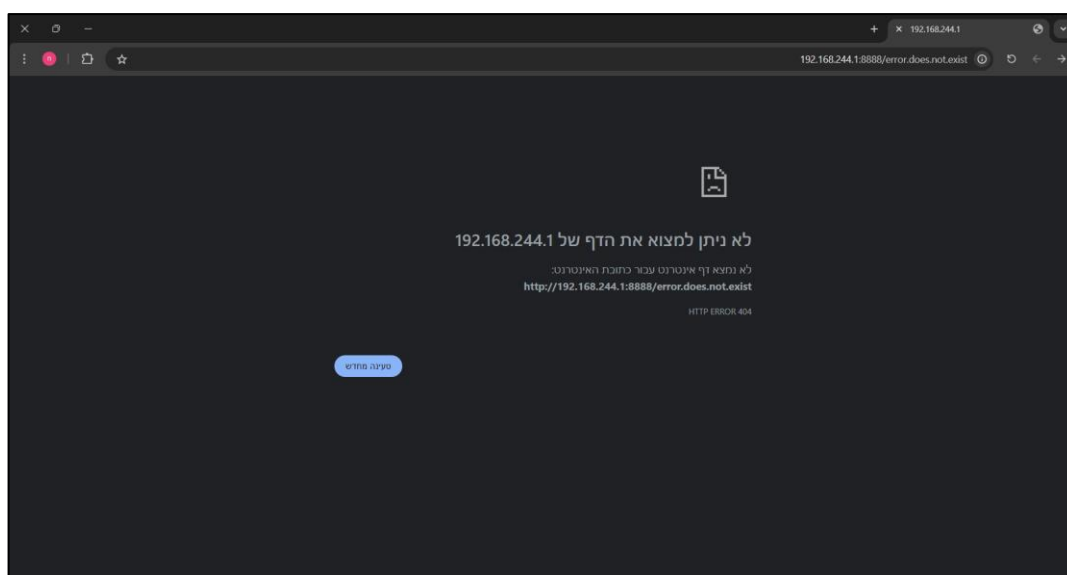 192.168.244.1
192.168.244.1:8888/error.does.not.exist
לא ניתן למצוא את הדף של 192.168.244.1
לא נמצא דף אינטרנט עבור כתובת האינטרנט:
http://192.168.244.1:8888/error.does.not.exist
HTTP ERROR 404
טעינה מחדש